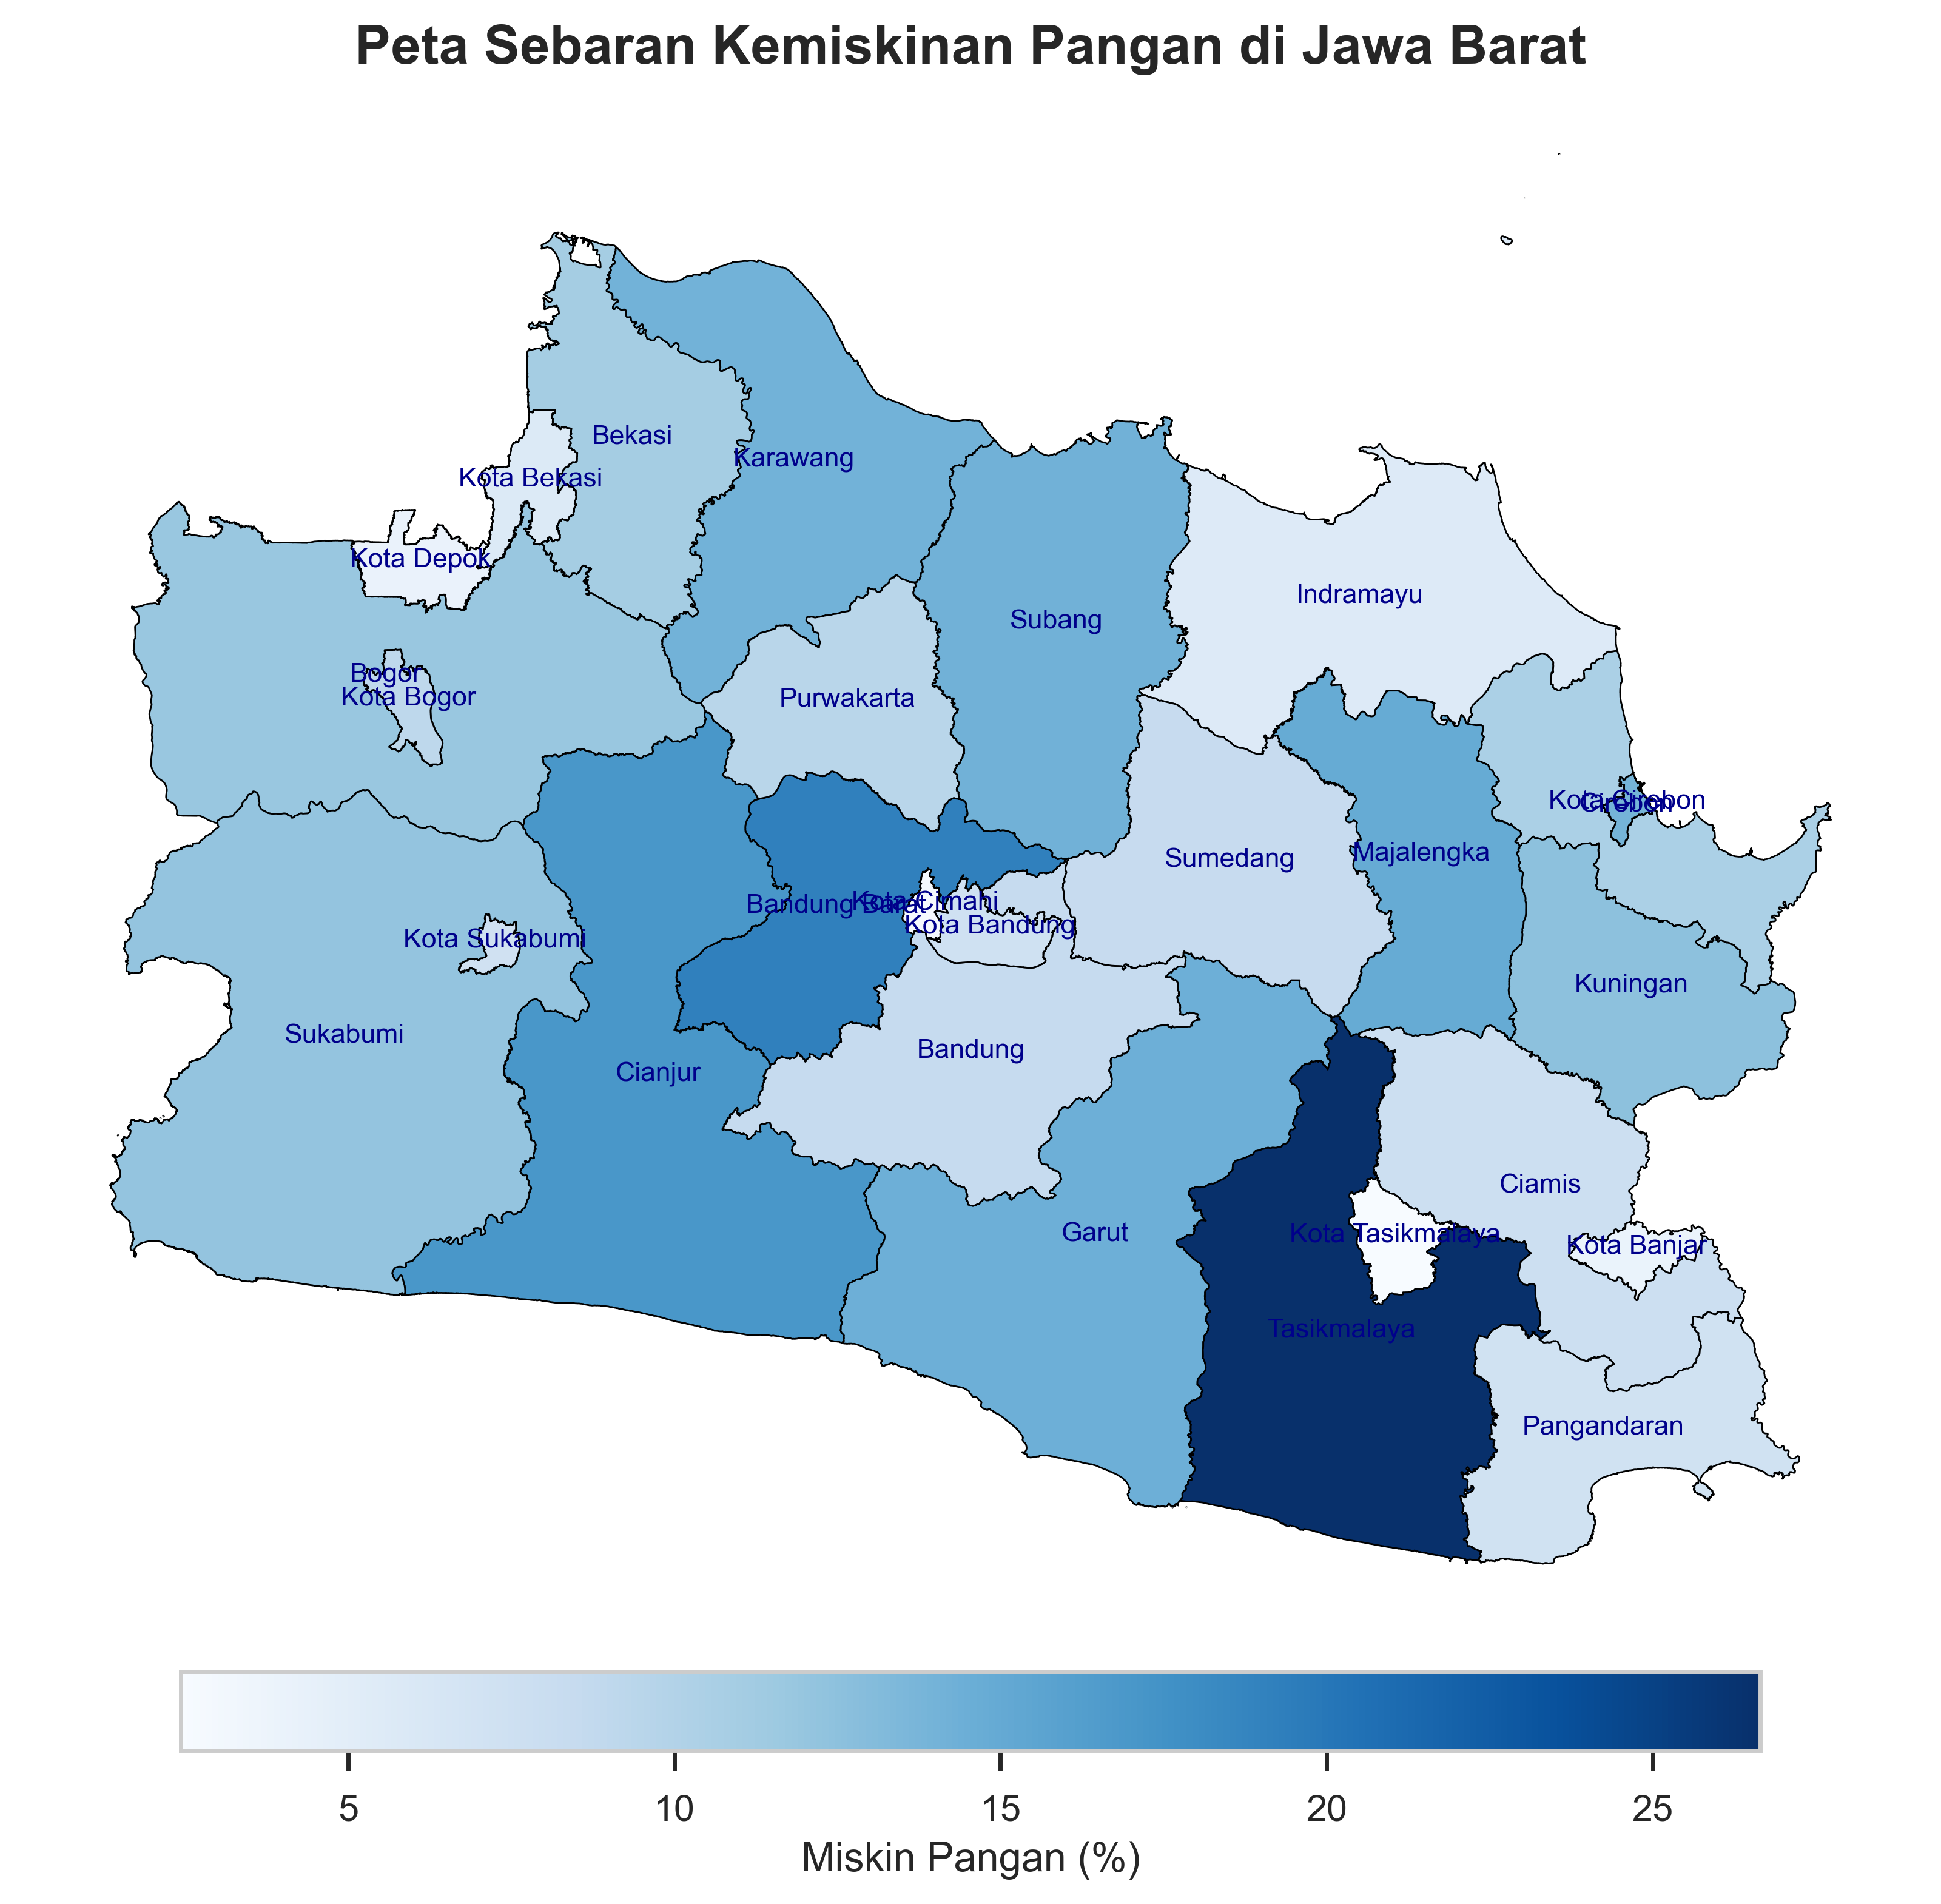 Peta Sebaran Kemiskinan Pangan di Jawa Barat
Bekasi
Karawang
Kota Bekasi
Kota Depok
Indramayu
Subang
Bogor
Kota Bogor
Purwakarta
Kota Cirebon
Cirebon
Majalengka
Sumedang
Bandung Barat
Kota Cimahi
Kota Bandung
Kota Sukabumi
Kuningan
Sukabumi
Bandung
Cianjur
Ciamis
Garut
Kota Tasikmalaya
Kota Banjar
Tasikmalaya
Pangandaran
5 10 15 20 25
Miskin Pangan (%)